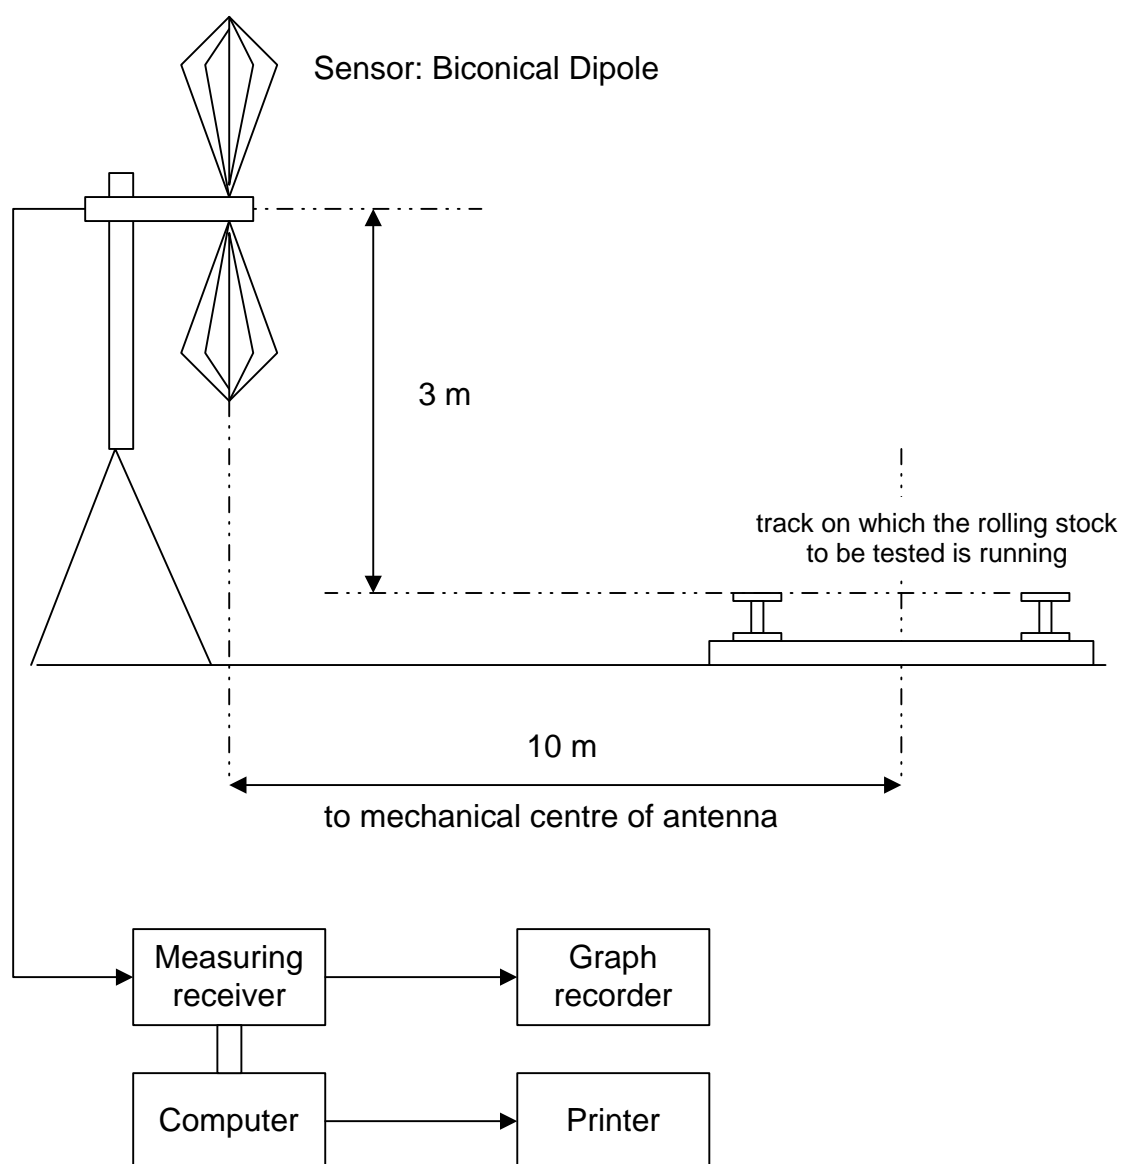 Sensor: Biconical Dipole
3 m
track on which the rolling stock
to be tested is running
10 m
to mechanical centre of antenna
Measuring
receiver
Graph
recorder
Computer
Printer